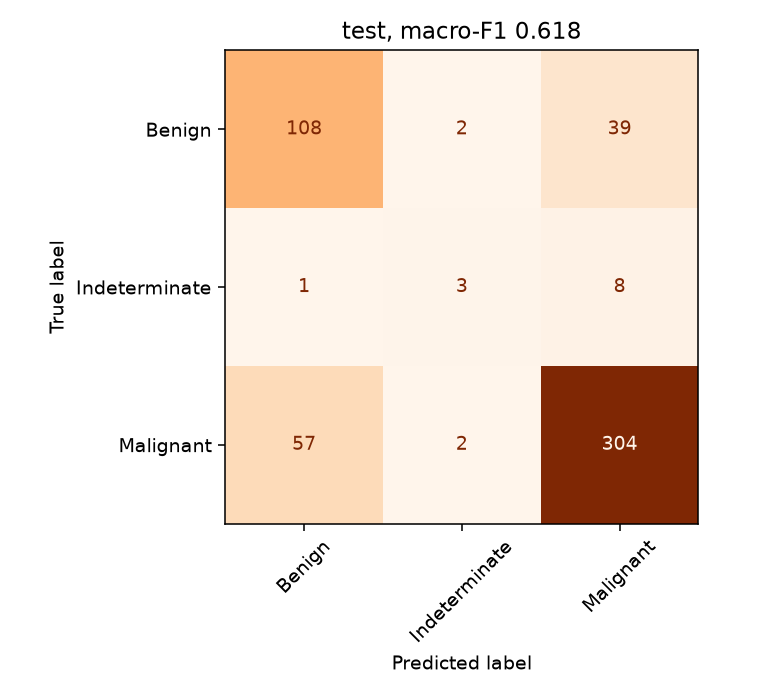 test, macro-F1 0.618
Benign 108 2 39
Indeterminate 1 3 8
Malignant 57 2 304
True label
Benign Indeterminate Malignant
Predicted label